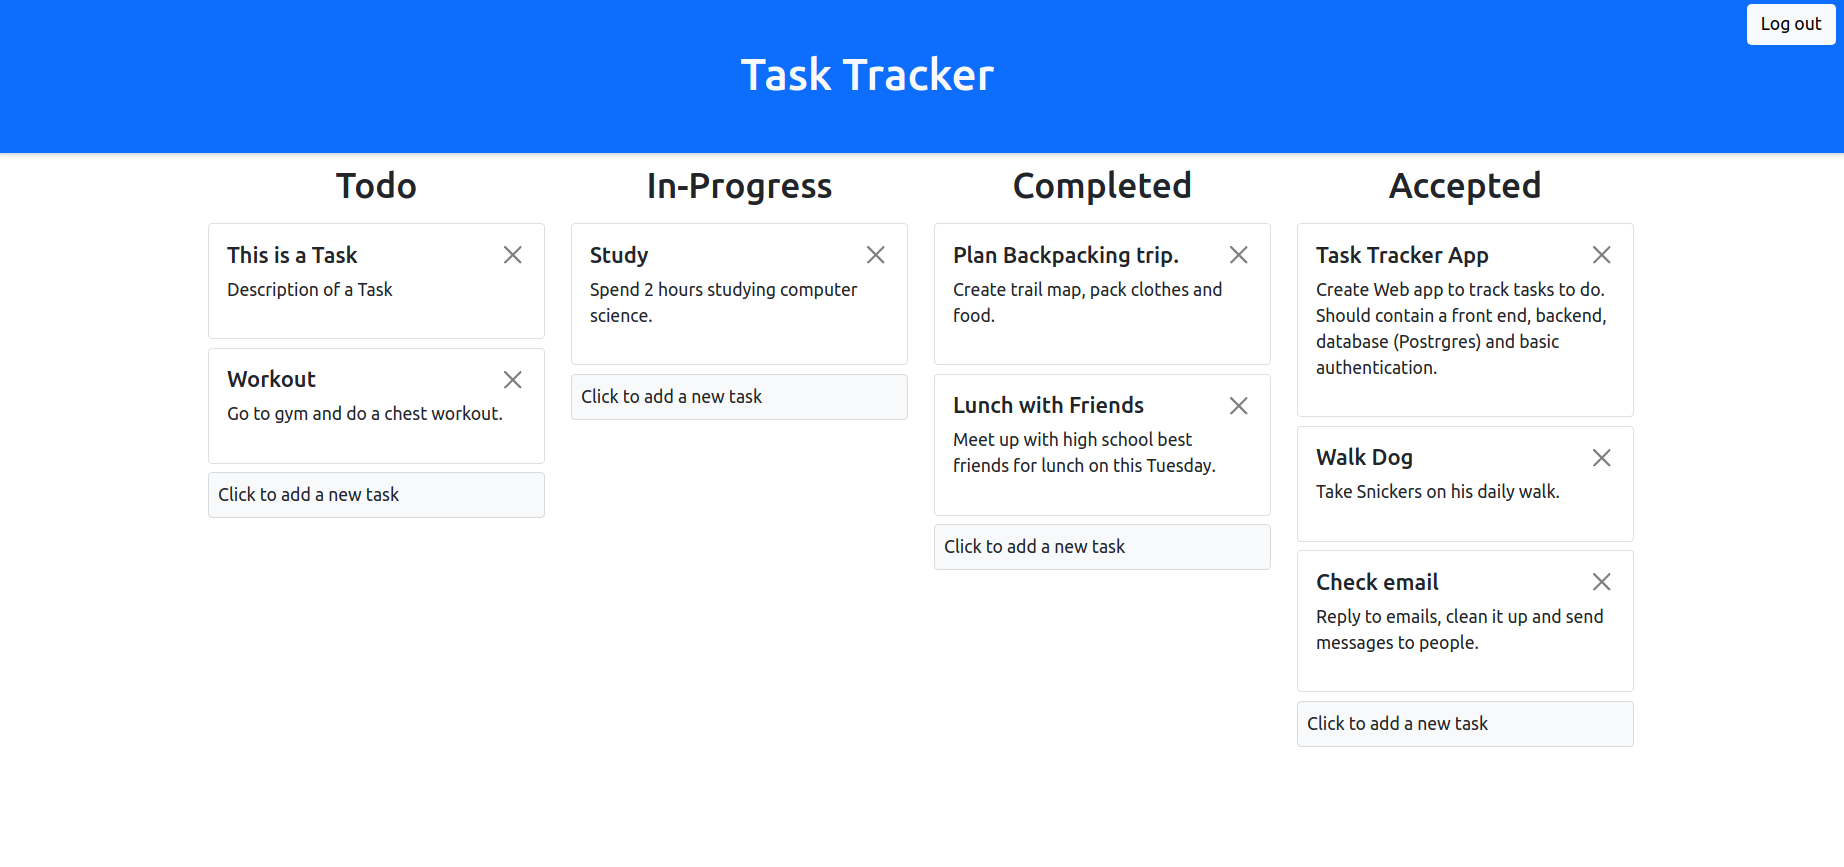 Log out
Task Tracker
Todo
This is a Task
Description of a Task
Workout
Go to gym and do a chest workout.
Click to add a new task
In-Progress
Study
Spend 2 hours studying computer
science.
Click to add a new task
Completed
Plan Backpacking trip.
Create trail map, pack clothes and
food.
Lunch with Friends
Meet up with high school best
friends for lunch on this Tuesday.
Click to add a new task
Accepted
Task Tracker App
Create Web app to track tasks to do.
Should contain a front end, backend,
database (Postrgres) and basic
authentication.
Walk Dog
Take Snickers on his daily walk.
Check email
Reply to emails, clean it up and send
messages to people.
Click to add a new task